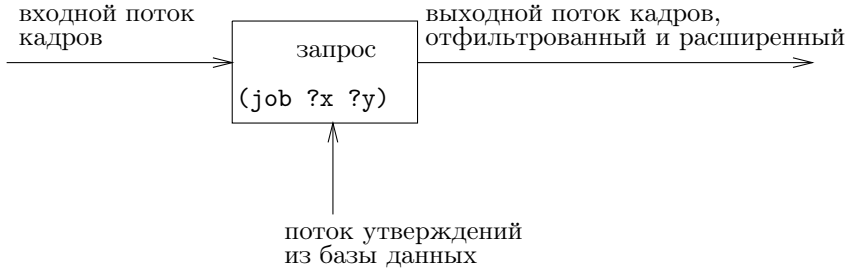 входной поток
кадров
выходной поток кадров,
отфильтрованный и расширенный
запрос
(job ?x ?y)
поток утверждений
из базы данных